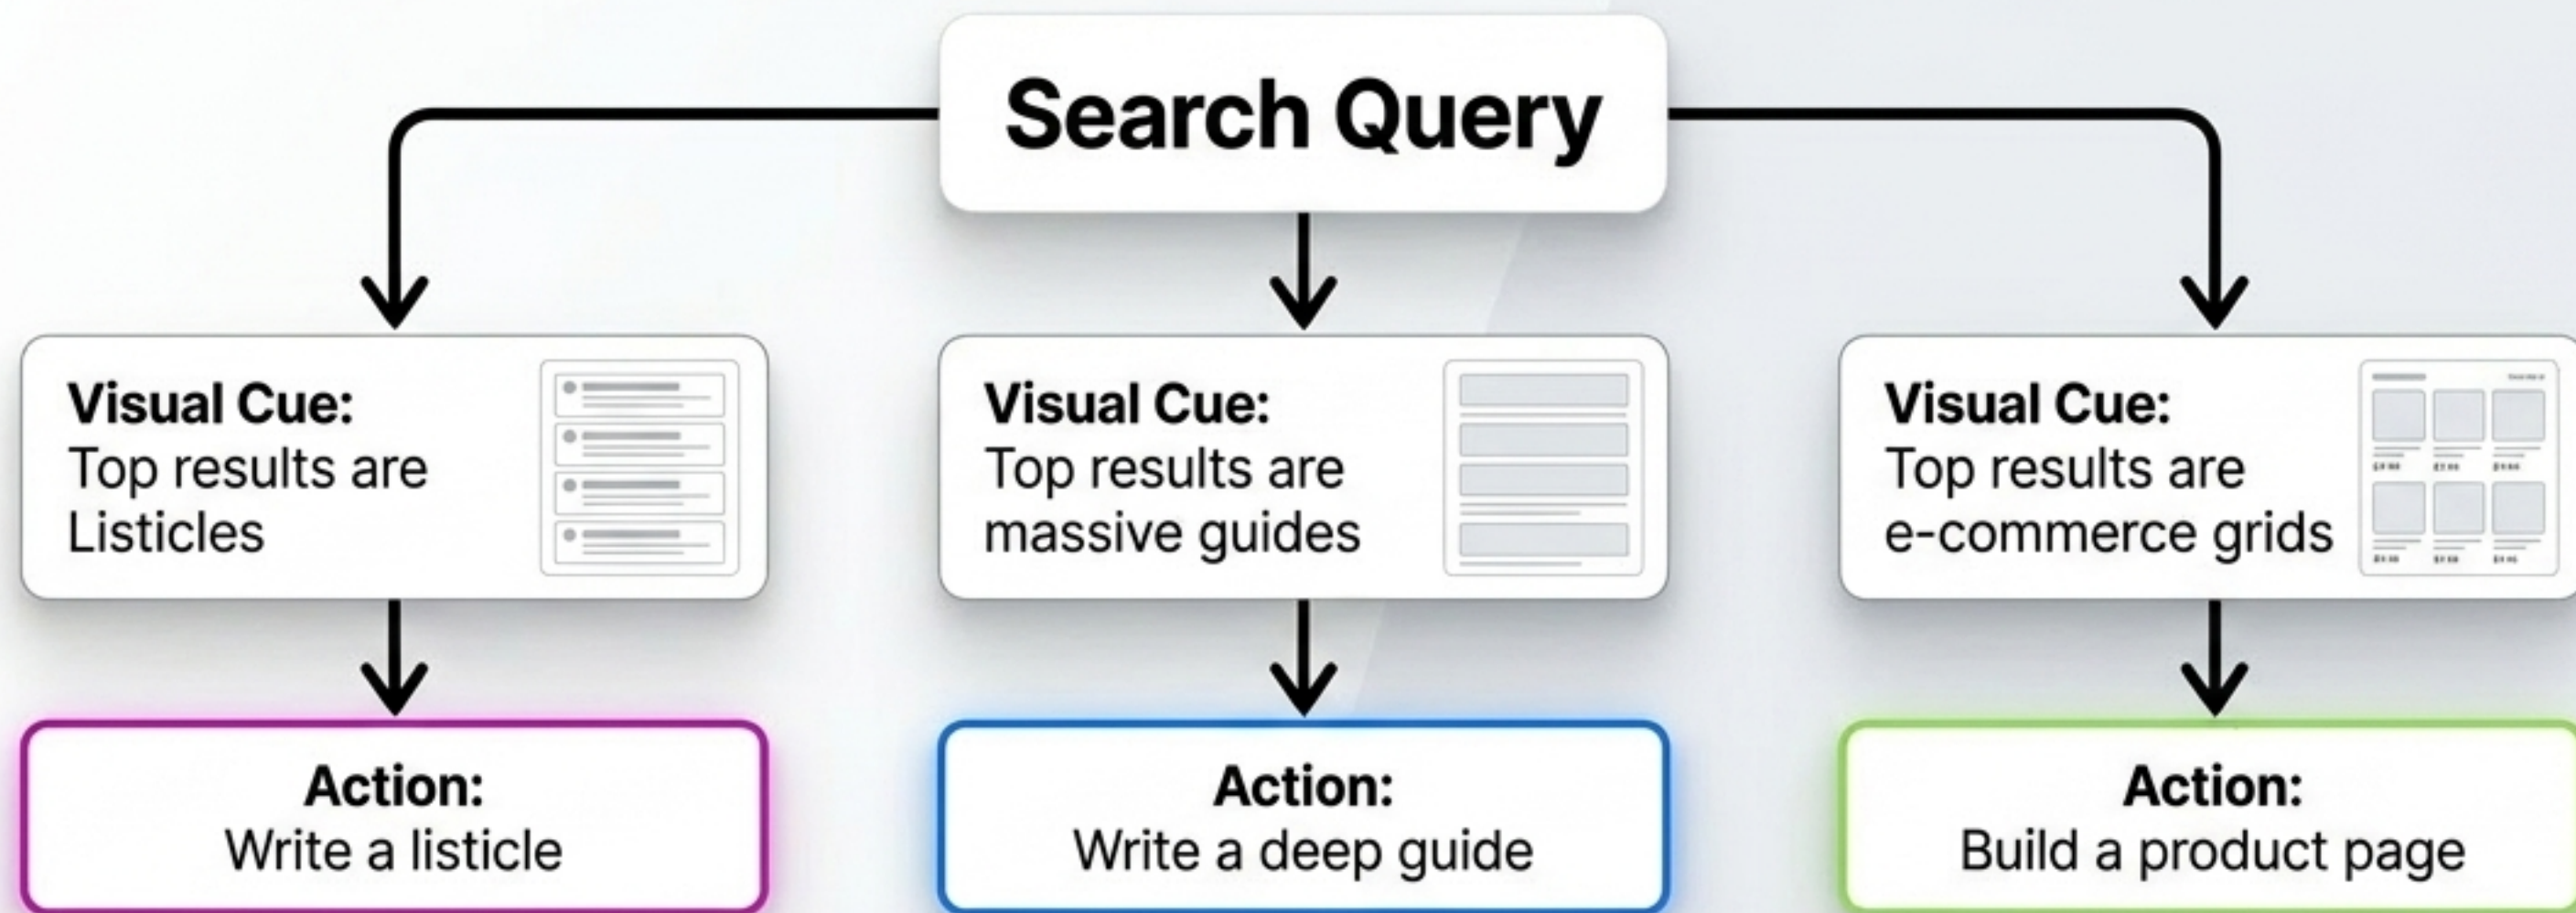 Search Query
Visual Cue:
Top results are
Listicles
Visual Cue:
Top results are
massive guides
Visual Cue:
Top results are
e-commerce grids
Action:
Write a listicle
Action:
Write a deep guide
Action:
Build a product page